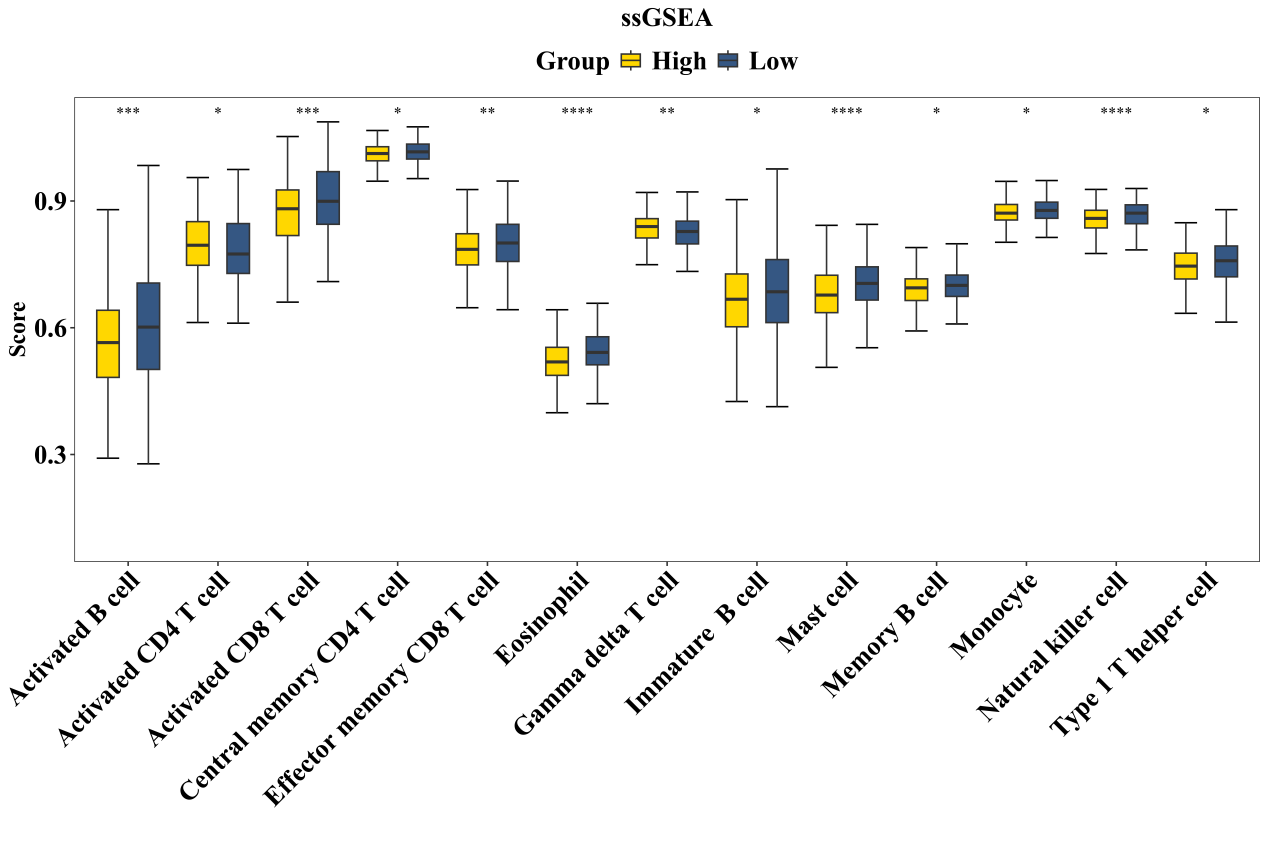 ssGSEA
Group High Low
*** * *** * ** **** ** * **** * * **** *
Score
0.9
0.6
0.3
Activated B cell
Activated CD4 T cell
Activated CD8 T cell
Central memory CD4 T cell
Effector memory CD8 T cell
Eosinophil
Gamma delta T cell
Immature  B cell
Mast cell
Memory B cell
Monocyte
Natural killer cell
Type 1 T helper cell